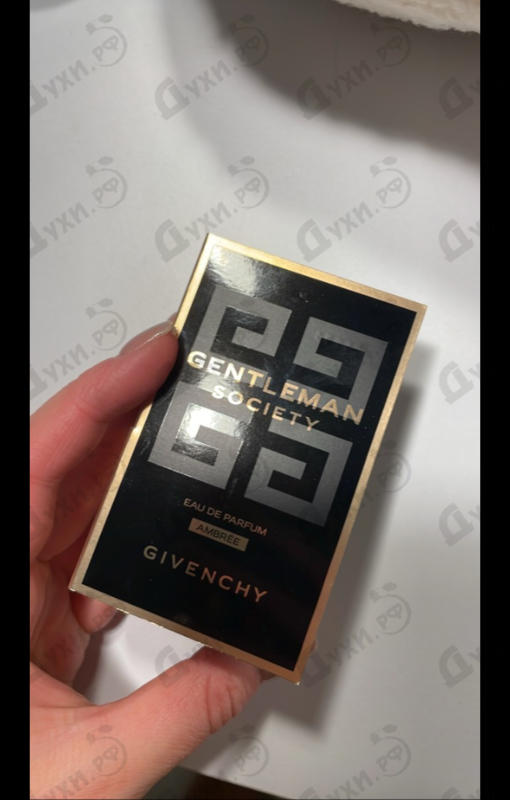 GENTLEMAN
SOCIETY
EAU DE PARFUM
AMBRÉE
GIVENCHY
Духи.РФ